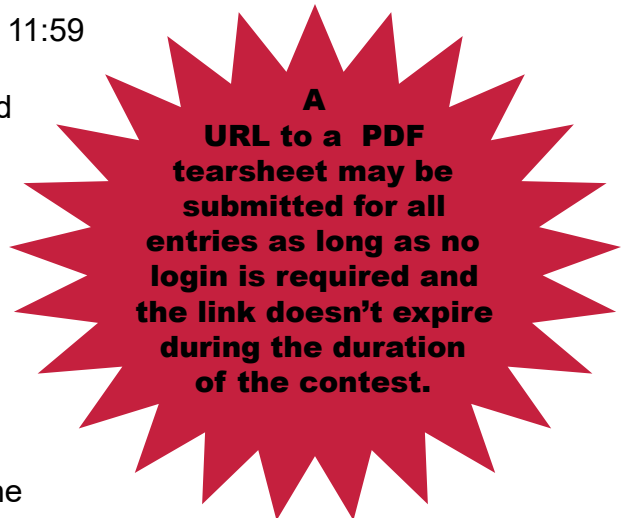 11:59
d
A
URL to a PDF
tearsheet may be
submitted for all
entries as long as no
login is required and
the link doesn’t expire
during the duration
of the contest.
ne